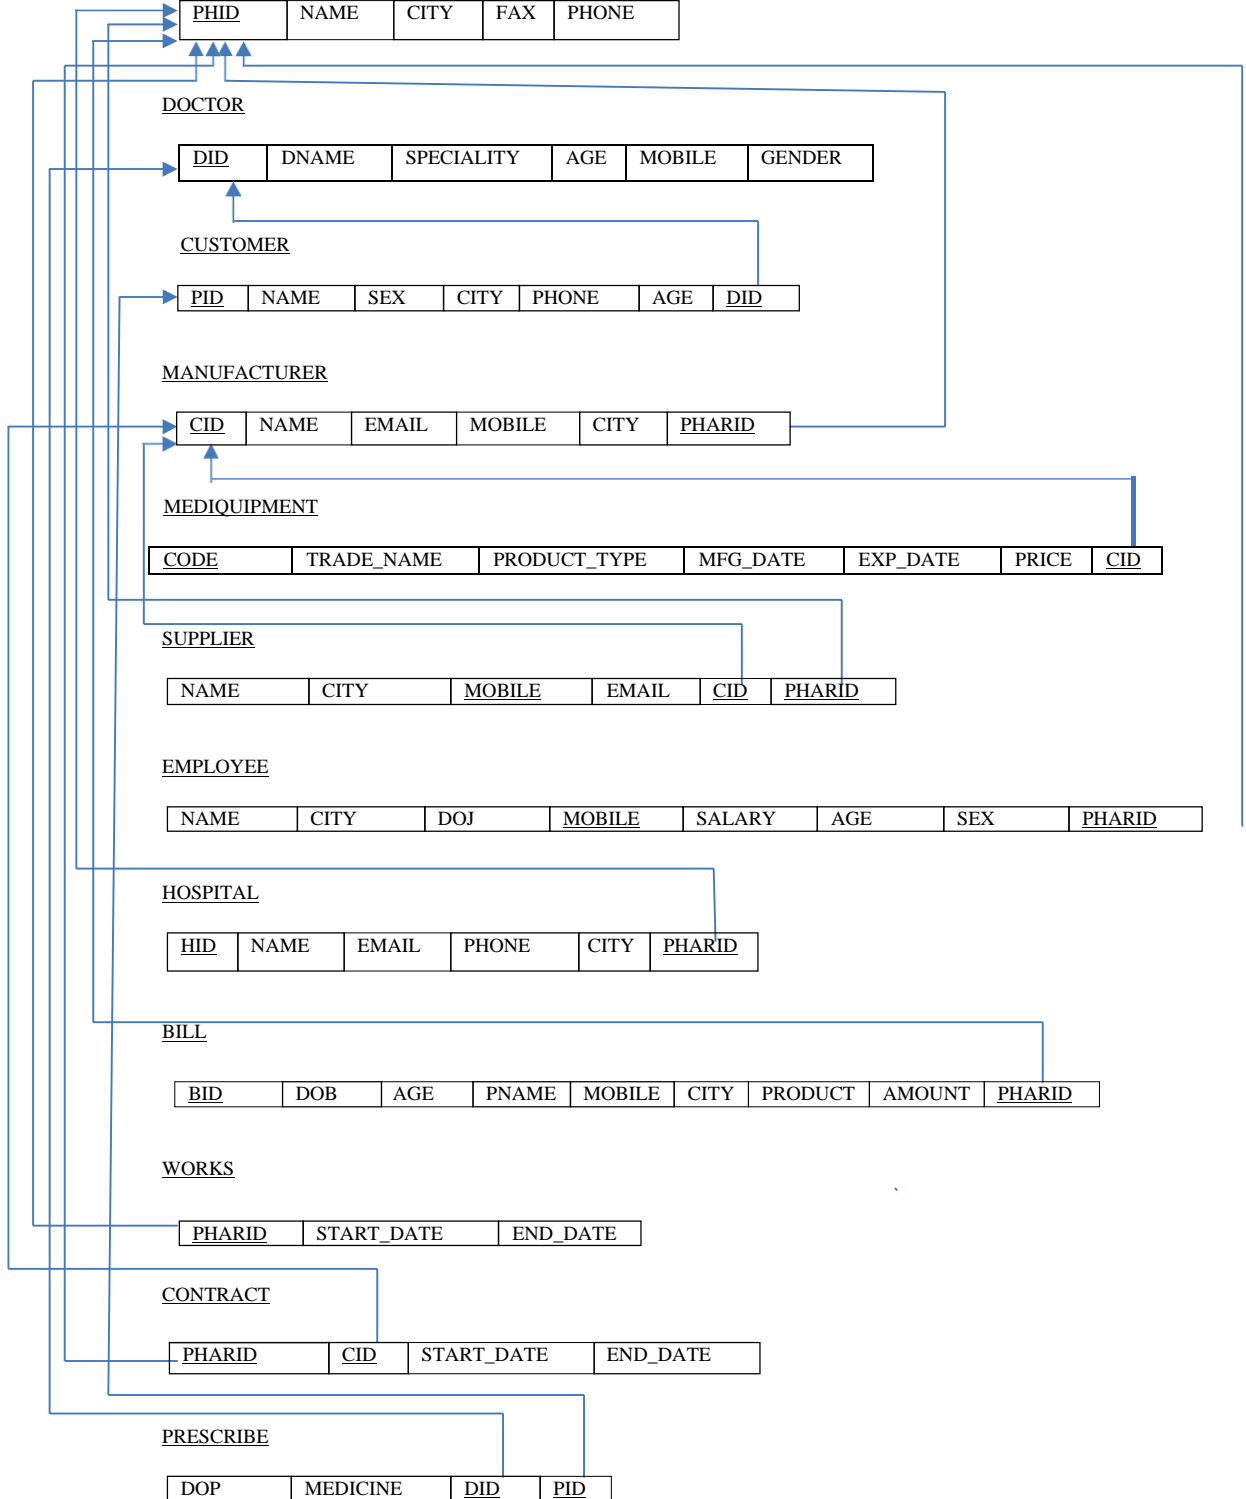 PHID NAME CITY FAX PHONE
DOCTOR
DID DNAME SPECIALITY AGE MOBILE GENDER
CUSTOMER
PID NAME SEX CITY PHONE AGE DID
MANUFACTURER
CID NAME EMAIL MOBILE CITY PHARID
MEDIQUIPMENT
CODE TRADE_NAME PRODUCT_TYPE MFG_DATE EXP_DATE PRICE CID
SUPPLIER
NAME CITY MOBILE EMAIL CID PHARID
EMPLOYEE
NAME CITY DOJ MOBILE SALARY AGE SEX PHARID
HOSPITAL
HID NAME EMAIL PHONE CITY PHARID
BILL
BID DOB AGE PNAME MOBILE CITY PRODUCT AMOUNT PHARID
WORKS
PHARID START_DATE END_DATE
CONTRACT
PHARID CID START_DATE END_DATE
PRESCRIBE
DOP MEDICINE DID PID